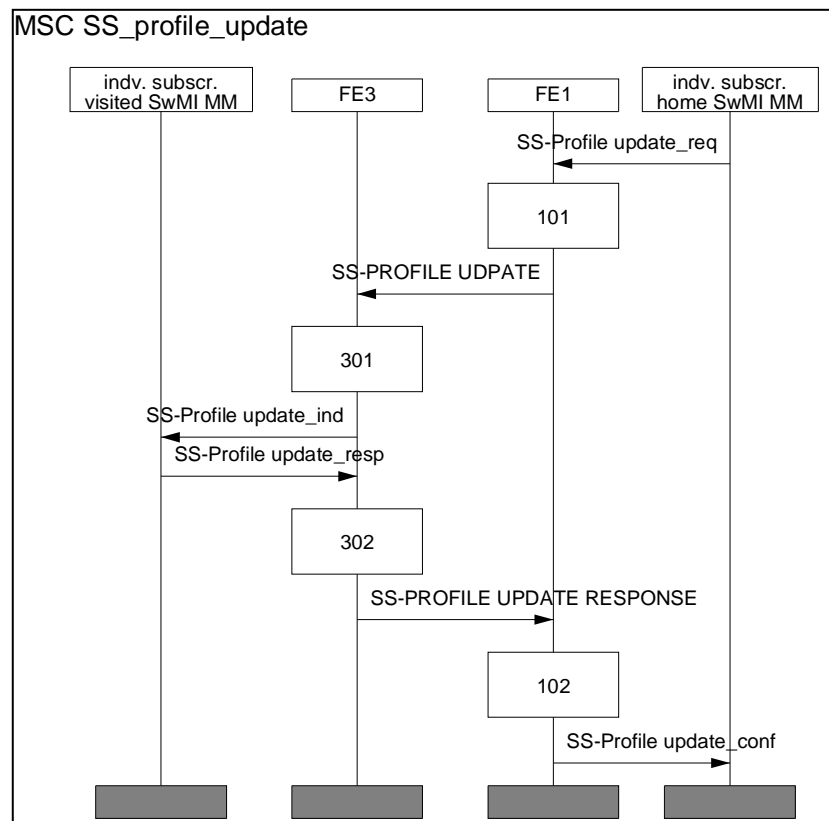 MSC SS_profile_update
indv. subscr.
visited SwMI MM
FE3
FE1
indv. subscr.
home SwMI MM
SS-Profile update_req
101
SS-PROFILE UDPATE
301
SS-Profile update_ind
SS-Profile update_resp
302
SS-PROFILE UPDATE RESPONSE
102
SS-Profile update_conf